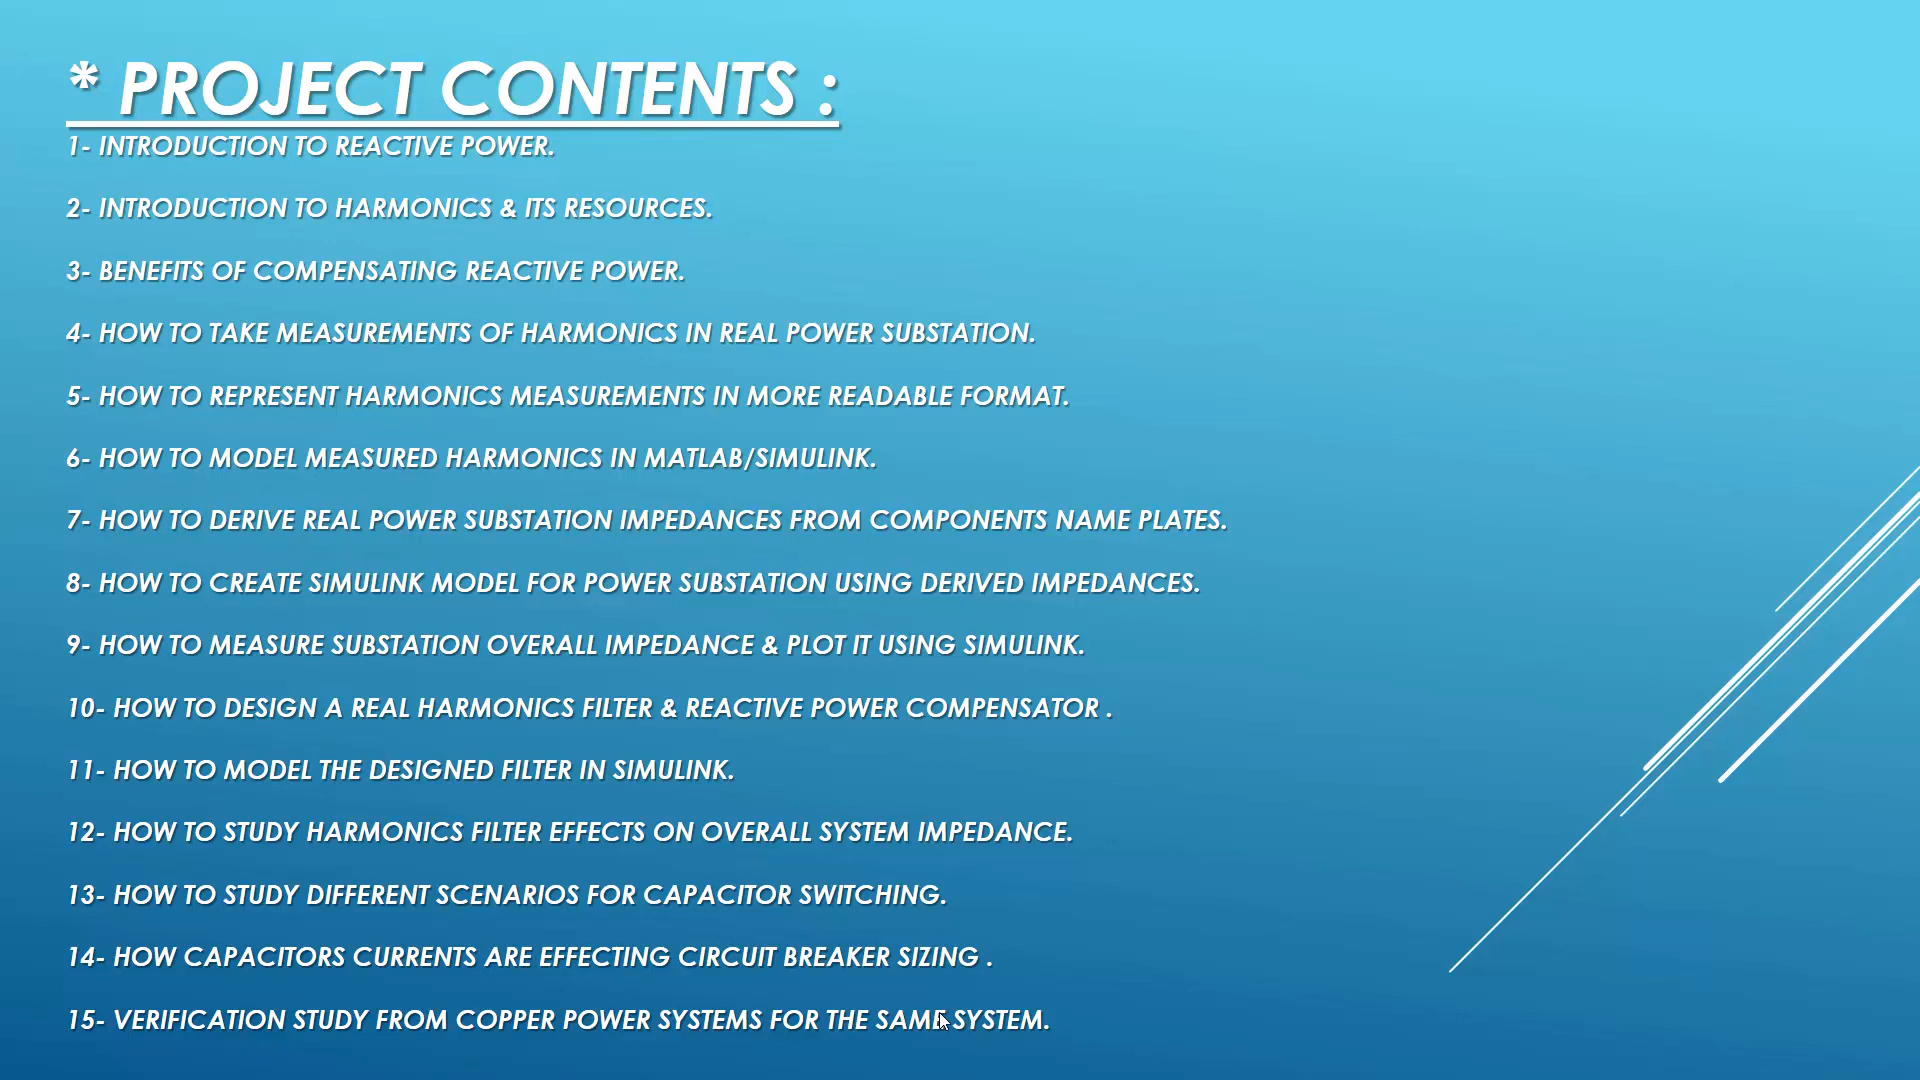 * PROJECT CONTENTS :
1- INTRODUCTION TO REACTIVE POWER.
2- INTRODUCTION TO HARMONICS & ITS RESOURCES.
3- BENEFITS OF COMPENSATING REACTIVE POWER.
4- HOW TO TAKE MEASUREMENTS OF HARMONICS IN REAL POWER SUBSTATION.
5- HOW TO REPRESENT HARMONICS MEASUREMENTS IN MORE READABLE FORMAT.
6- HOW TO MODEL MEASURED HARMONICS IN MATLAB/SIMULINK.
7- HOW TO DERIVE REAL POWER SUBSTATION IMPEDANCES FROM COMPONENTS NAME PLATES.
8- HOW TO CREATE SIMULINK MODEL FOR POWER SUBSTATION USING DERIVED IMPEDANCES.
9- HOW TO MEASURE SUBSTATION OVERALL IMPEDANCE & PLOT IT USING SIMULINK.
10- HOW TO DESIGN A REAL HARMONICS FILTER & REACTIVE POWER COMPENSATOR .
11- HOW TO MODEL THE DESIGNED FILTER IN SIMULINK.
12- HOW TO STUDY HARMONICS FILTER EFFECTS ON OVERALL SYSTEM IMPEDANCE.
13- HOW TO STUDY DIFFERENT SCENARIOS FOR CAPACITOR SWITCHING.
14- HOW CAPACITORS CURRENTS ARE EFFECTING CIRCUIT BREAKER SIZING .
15- VERIFICATION STUDY FROM COPPER POWER SYSTEMS FOR THE SAME SYSTEM.